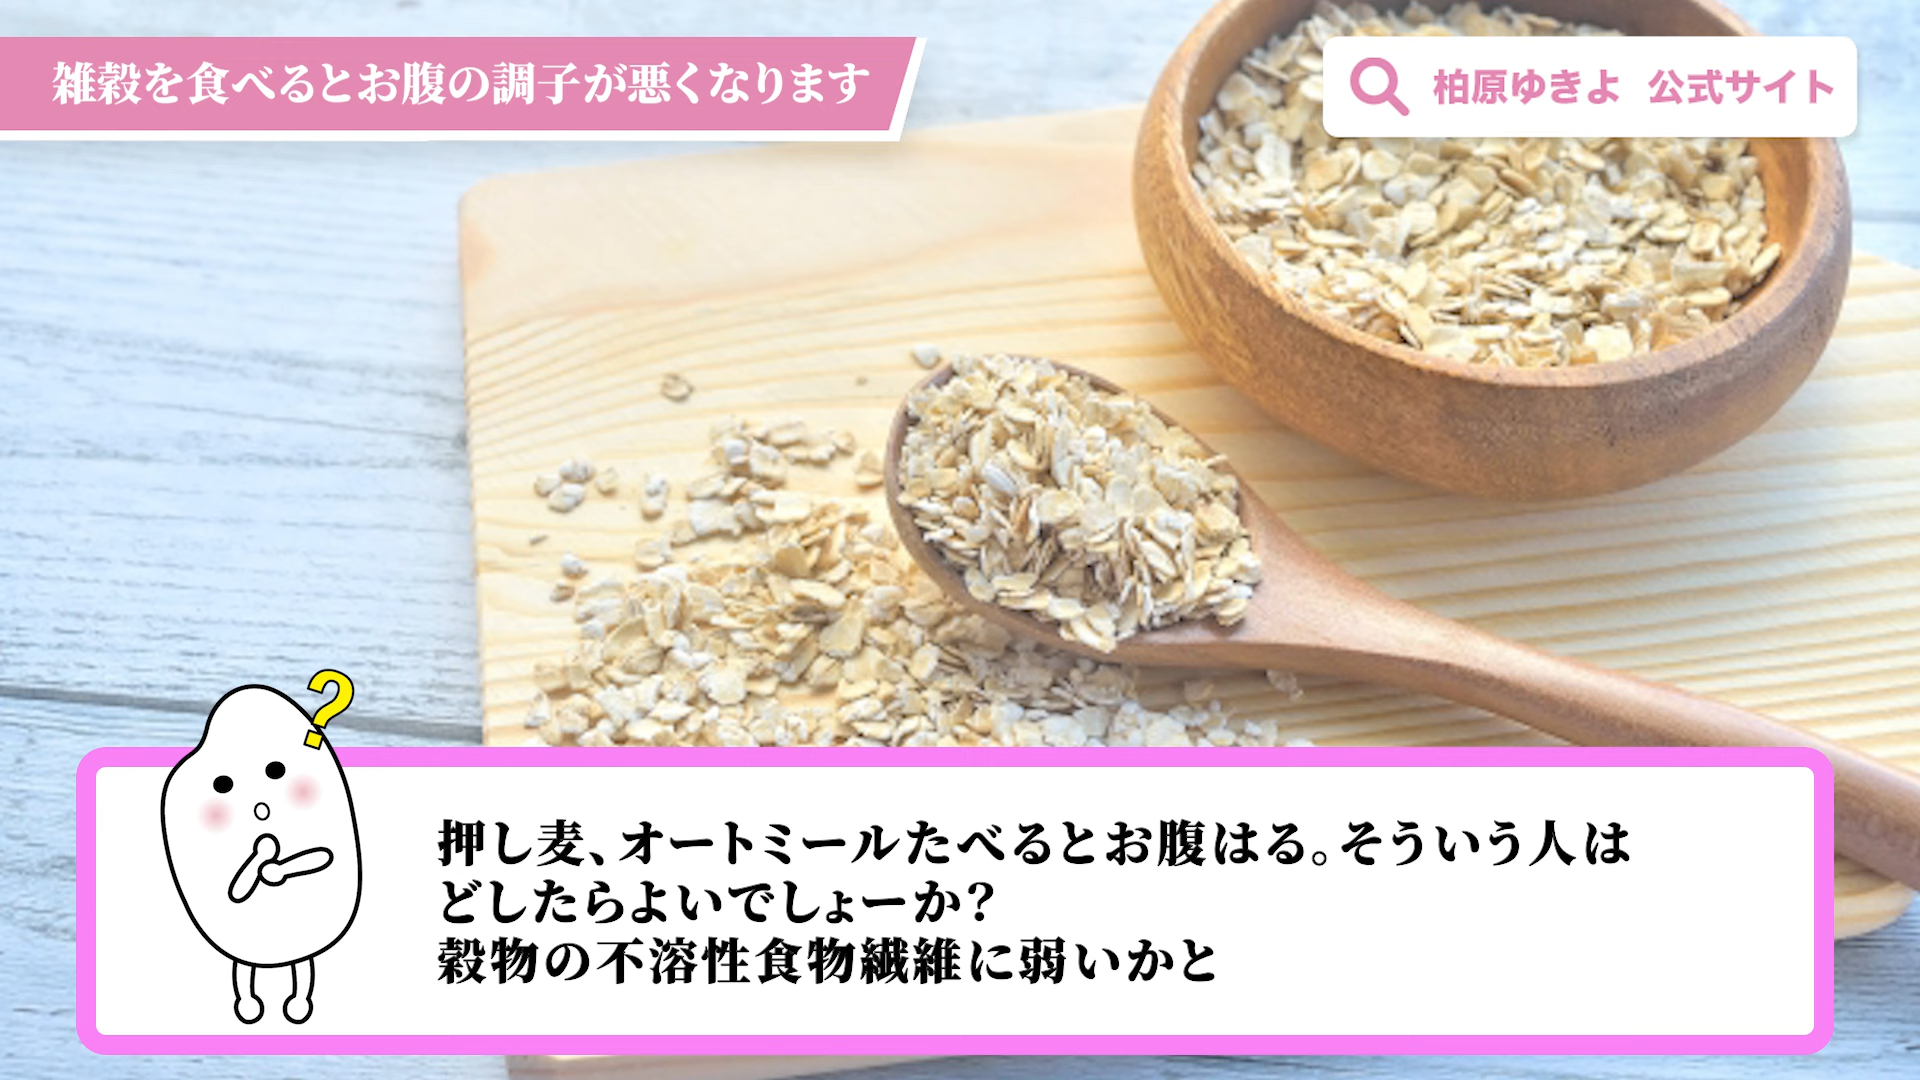 雑穀を食べるとお腹の調子が悪くなります
柏原ゆきよ 公式サイト
?
押し麦、オートミールたべるとお腹はる。そういう人は
どしたらよいでしょーか？
穀物の不溶性食物繊維に弱いかと